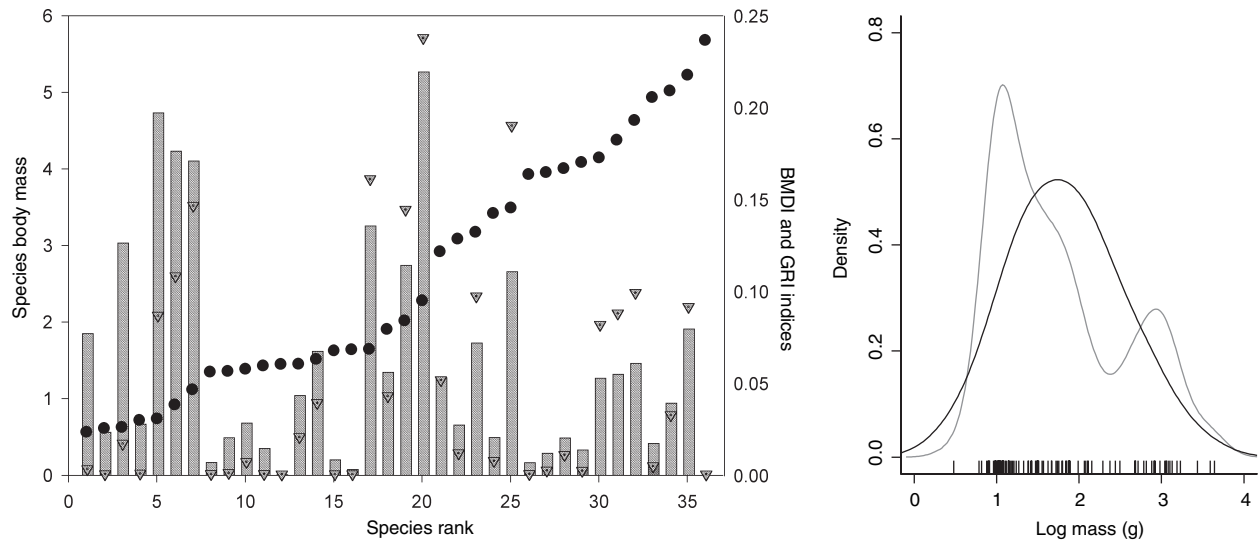 6
5
4
3
2
1
0
Species body mass
0 5 10 15 20 25 30 35
Species rank
0.25
0.20
0.15
0.10
0.05
0.00
BMDI and GRI indices
0.8
0.6
0.4
0.2
0.0
Density
0 1 2 3 4
Log mass (g)